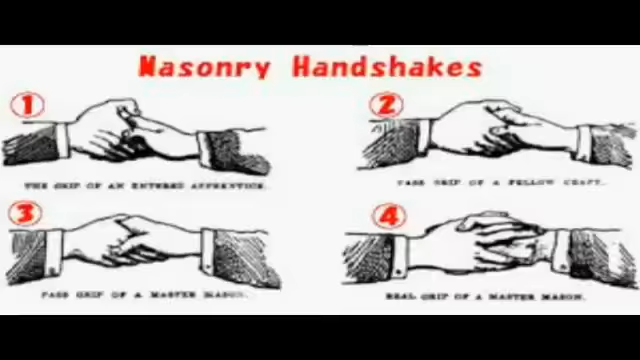 Masonry Handshakes
1
2
THE GRIP OF AN ENTERED APPRENTICE.
PASS GRIP OF A FELLOW CRAFT.
3
4
PASS GRIP OF A MASTER MASON.
REAL GRIP OF A MASTER MASON.